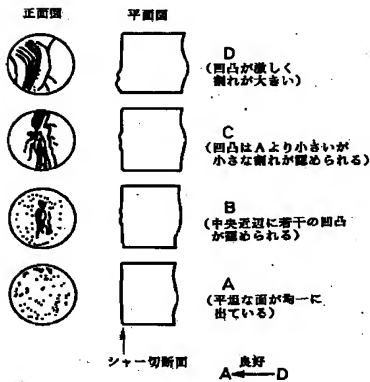 正面図 平面図
D
(凹凸が激しく
割れが大きい)
C
(凹凸はAより小さいが
小さな割れが認められる)
B
(中央近辺に若干の凹凸
が認められる)
A
(平坦な面が均一に
出ている)
シャー切断面
良好
A←D